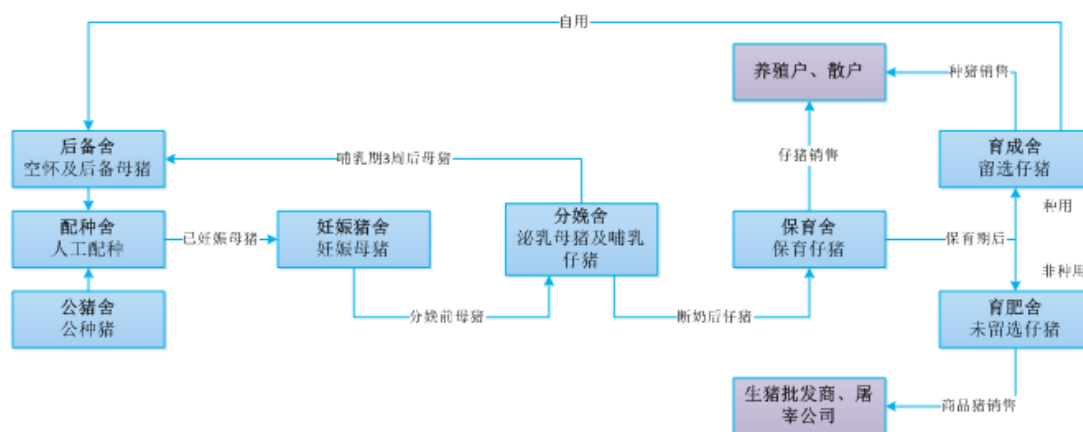 自用
养殖户、散户
种猪销售
后备舍
空怀及后备母猪
哺乳期3周后母猪
仔猪销售
育成舍
留选仔猪
配种舍
人工配种
已妊娠母猪
妊娠猪舍
妊娠母猪
分娩舍
泌乳母猪及哺乳
仔猪
保育舍
保育仔猪
保育期后
种用
非种用
公猪舍
公种猪
分娩前母猪
断奶后仔猪
育肥舍
未留选仔猪
生猪批发商、屠
宰公司
商品猪销售